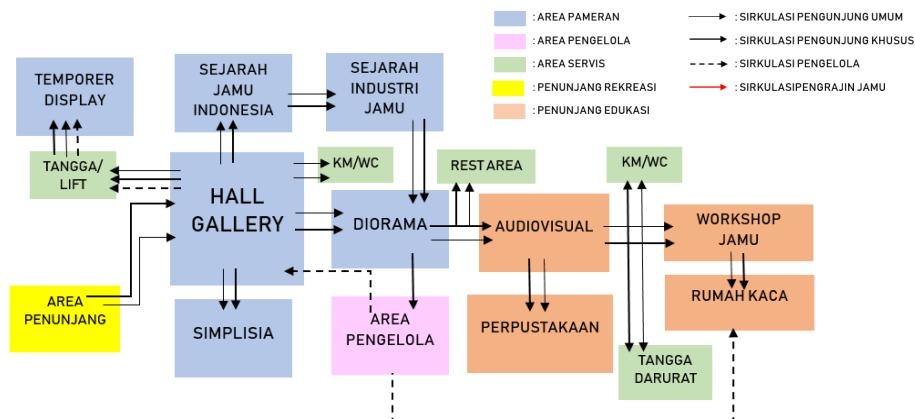 : AREA PAMERAN
: AREA PENGELOLA
: AREA SERVIS
: PENUNJANG REKREASI
: PENUNJANG EDUKASI
: SIRKULASI PENGUNJUNG UMUM
: SIRKULASI PENGUNJUNG KHUSUS
: SIRKULASI PENGELOLA
: SIRKULASIPENGRAJIN JAMU
TEMPORER
DISPLAY
SEJARAH
JAMU
INDONESIA
SEJARAH
INDUSTRI
JAMU
TANGGA/
LIFT
HALL
GALLERY
KM/WC
REST AREA
KM/WC
DIORAMA
AUDIOVISUAL
WORKSHOP
JAMU
AREA
PENUNJANG
SIMPLISIA
AREA
PENGELOLA
PERPUSTAKAAN
RUMAH KACA
TANGGA
DARURAT